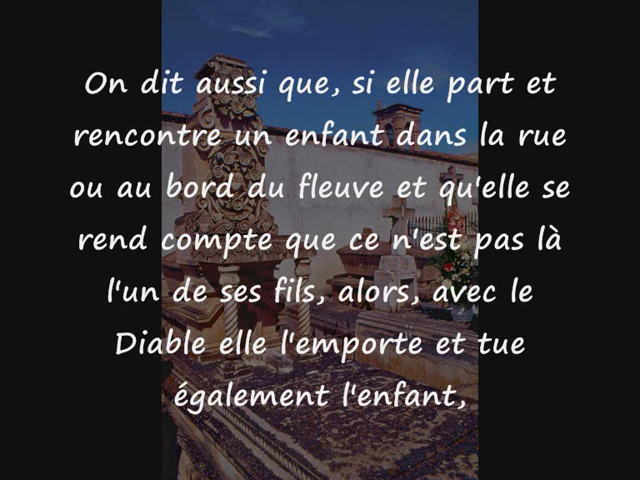 On dit aussi que, si elle part et
rencontre un enfant dans la rue
ou au bord du fleuve et qu'elle se
rend compte que ce n'est pas là
l'un de ses fils, alors, avec le
Diable elle l'emporte et tue
également l'enfant,